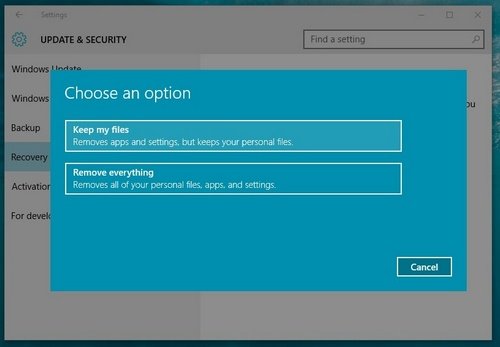 Settings
UPDATE & SECURITY
Find a setting
Windows Update
Windows
you
Choose an option
Keep my files
Removes apps and settings, but keeps your personal files.
Backup
Recovery
Remove everything
Removes all of your personal files, apps, and settings.
Activation
For develo
Cancel